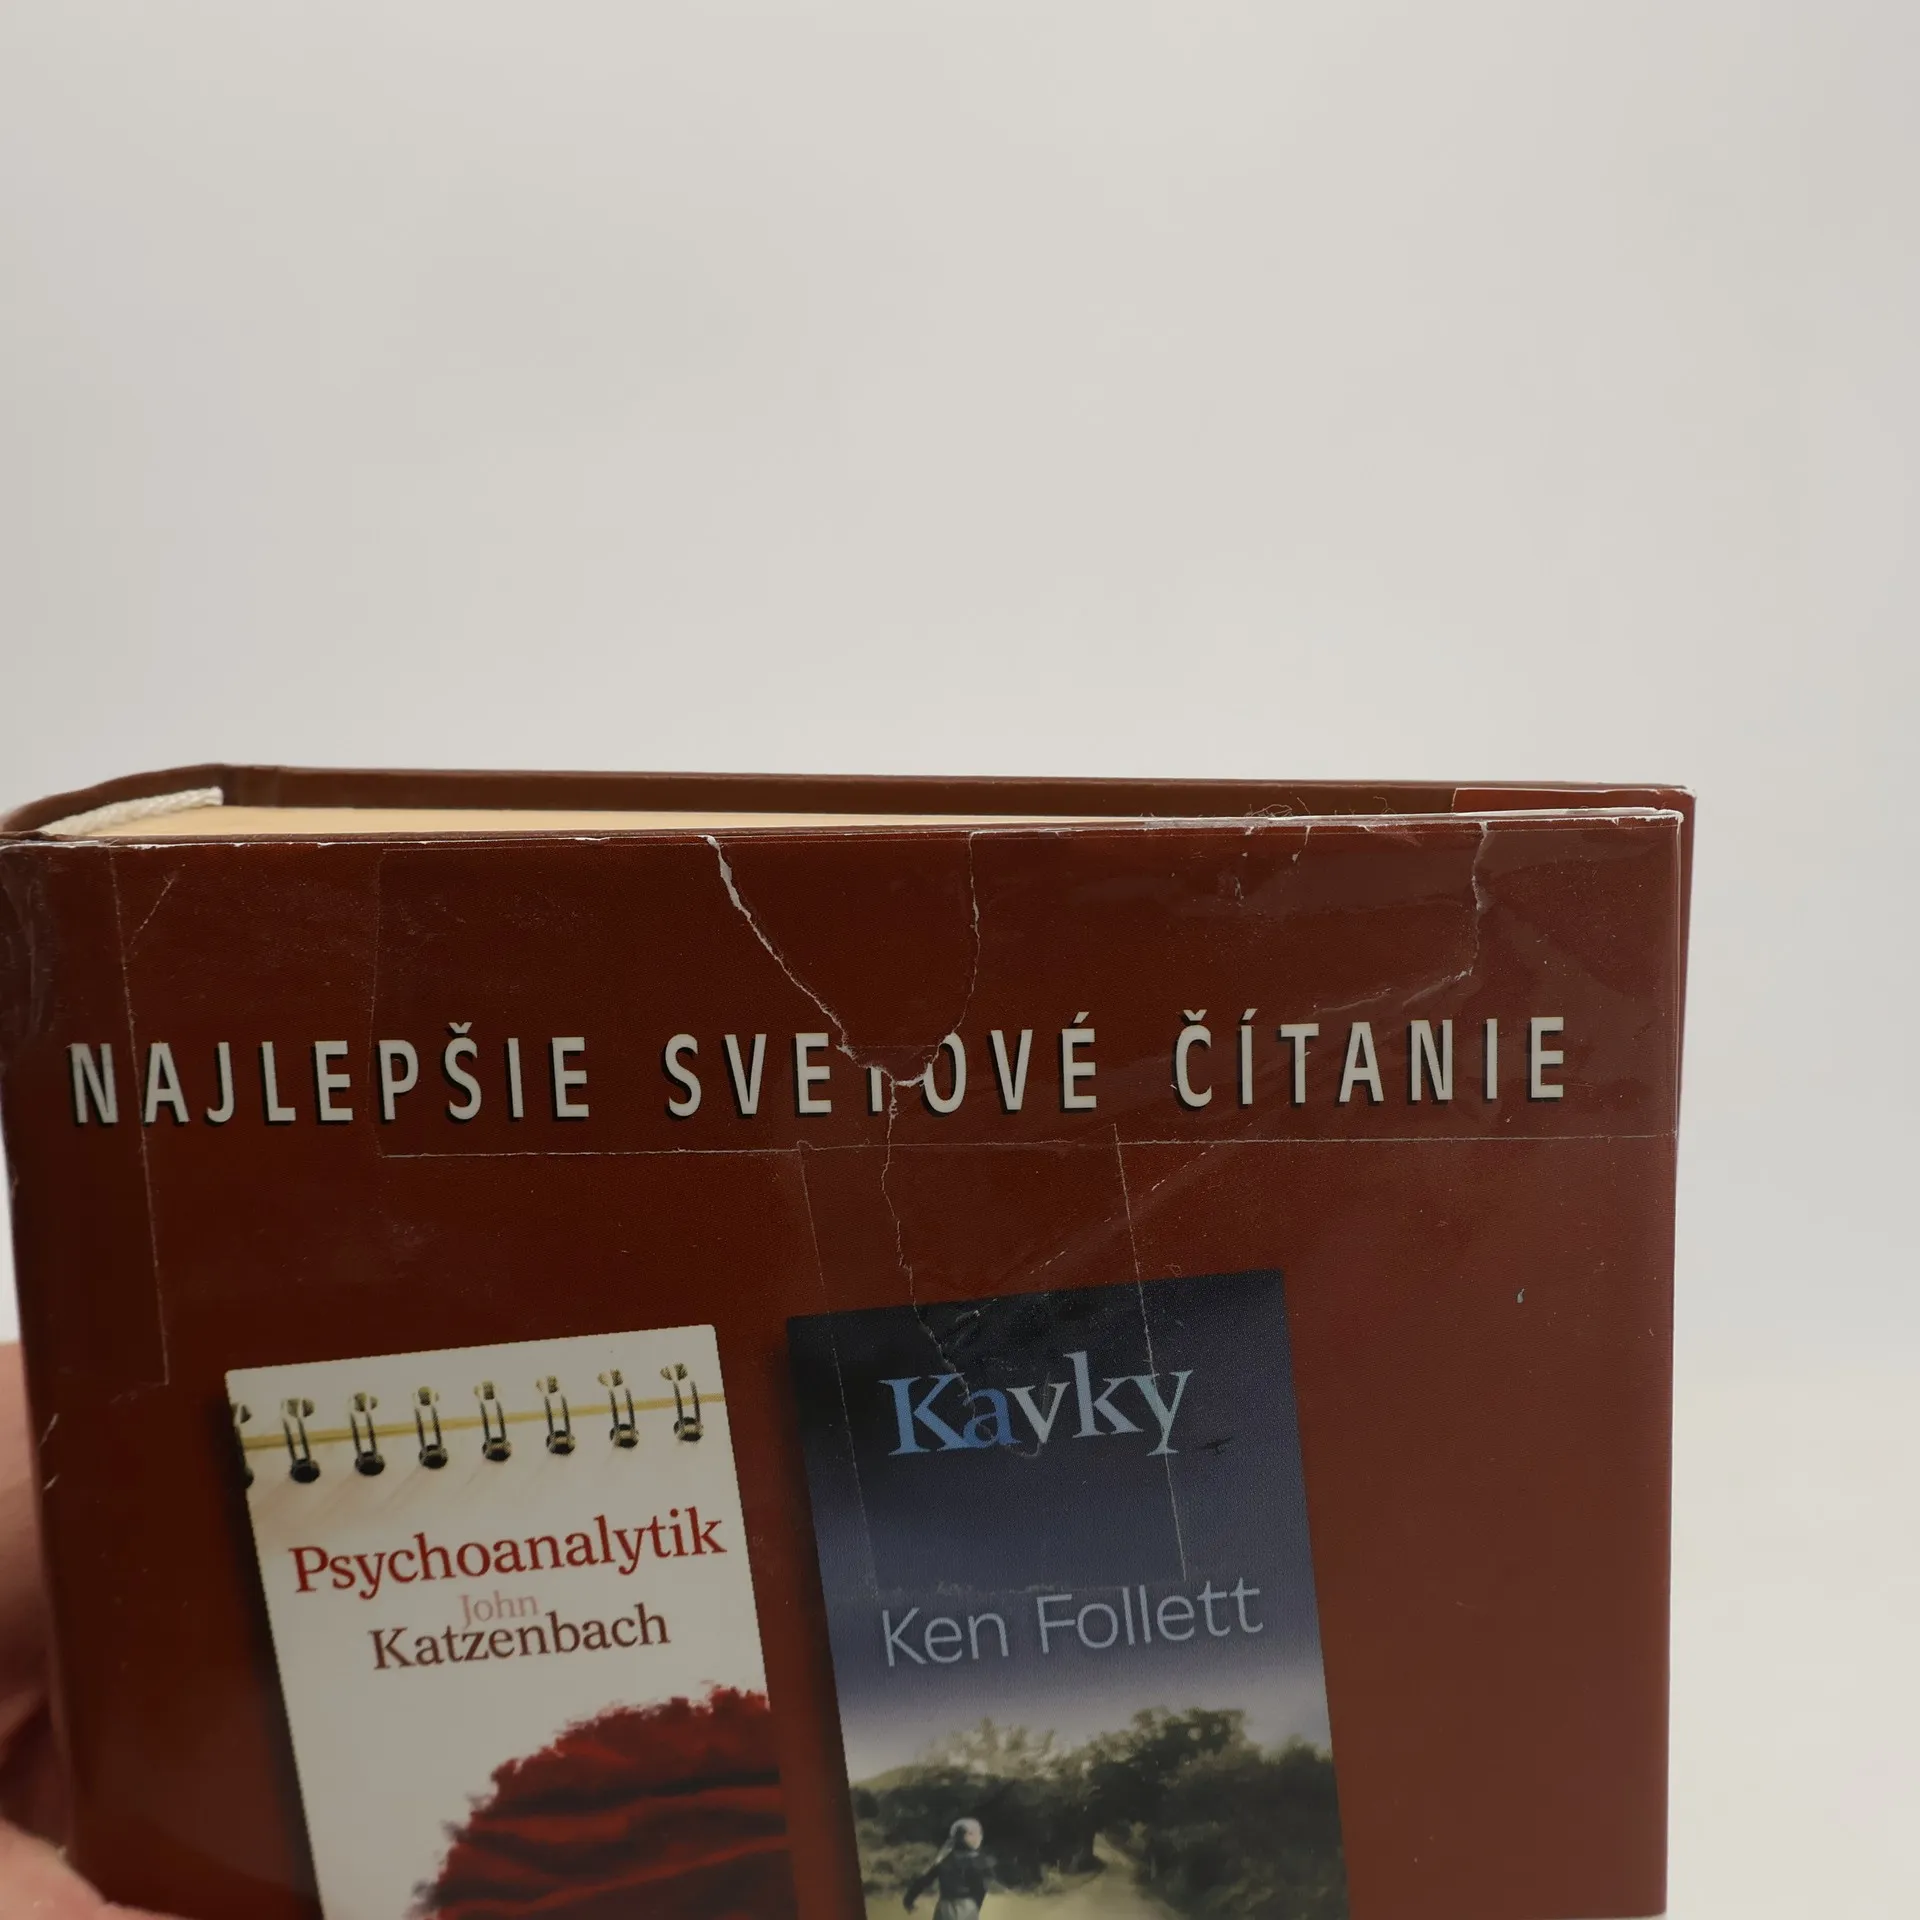 NAJLEPŠIE SVETOVÉ ČÍTANIE
Psychoanalytik
John
Katzenbach
Kavky
Ken Follett